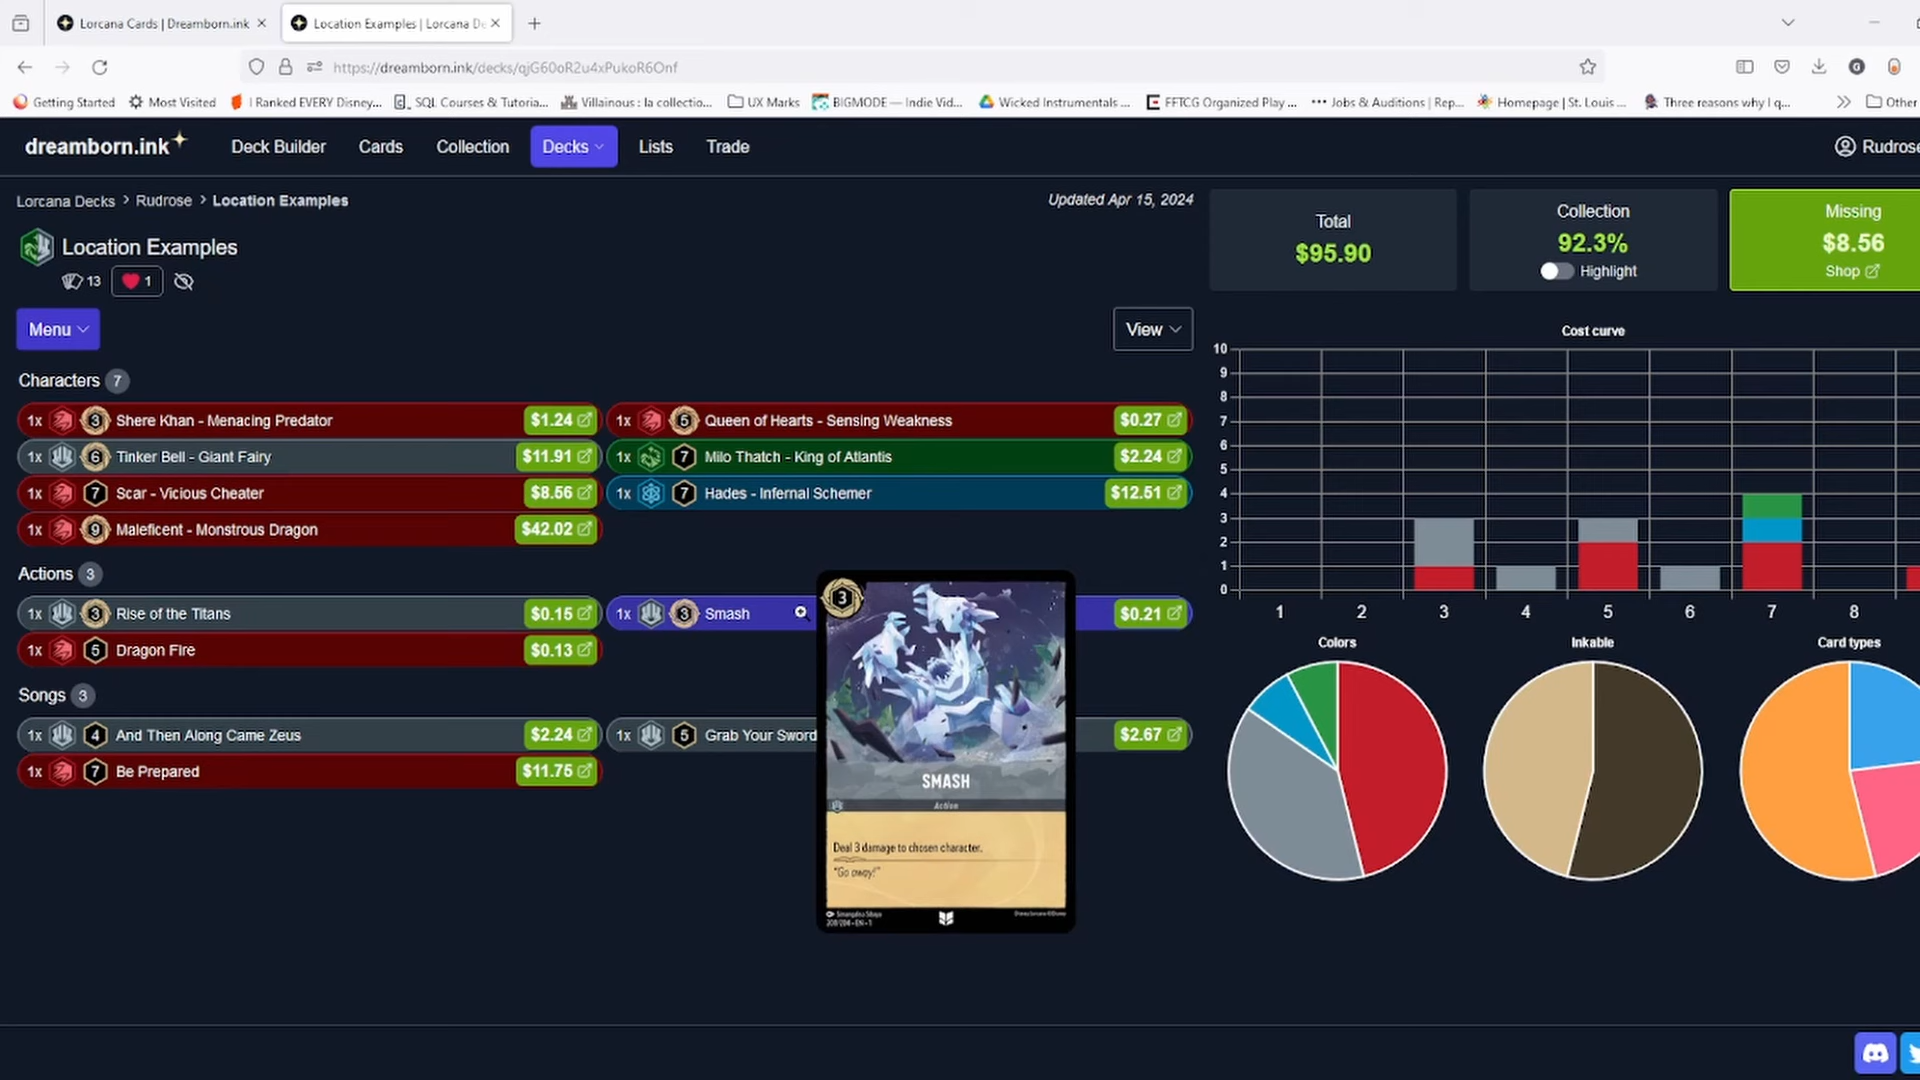 Lorcana Cards | Dreamborn.ink
Location Examples | Lorcana De
https://dreamborn.ink/decks/qjG60oR2u4xPukoR6Onf
Getting Started
Most Visited
I Ranked EVERY Disney...
SQL Courses & Tutoria...
Villainous : la collectio...
UX Marks
BIGMODE — Indie Vid...
Wicked Instrumentals ...
FFTCG Organized Play ...
Jobs & Auditions | Rep...
Homepage | St. Louis ...
Three reasons why I q...
Other
dreamborn.ink
Deck Builder
Cards
Collection
Decks
Lists
Trade
Rudrose
Lorcana Decks > Rudrose > Location Examples
Updated Apr 15, 2024
Location Examples
13
1
Menu
View
Total
$95.90
Collection
92.3%
Highlight
Missing
$8.56
Shop
Characters 7
1x 3 Shere Khan - Menacing Predator $1.24
1x 5 Queen of Hearts - Sensing Weakness $0.27
1x 6 Tinker Bell - Giant Fairy $11.91
1x 7 Milo Thatch - King of Atlantis $2.24
1x 7 Scar - Vicious Cheater $8.56
1x 7 Hades - Infernal Schemer $12.51
1x 9 Maleficent - Monstrous Dragon $42.02
Actions 3
1x 3 Rise of the Titans $0.15
1x 3 Smash $0.21
1x 5 Dragon Fire $0.13
Songs 3
1x 4 And Then Along Came Zeus $2.24
1x 5 Grab Your Sword $2.67
1x 7 Be Prepared $11.75
3
SMASH
Action
Deal 3 damage to chosen character.
"Go away!"
Cost curve
10
9
8
7
6
5
4
3
2
1
0
1 2 3 4 5 6 7 8
Colors
Inkable
Card types